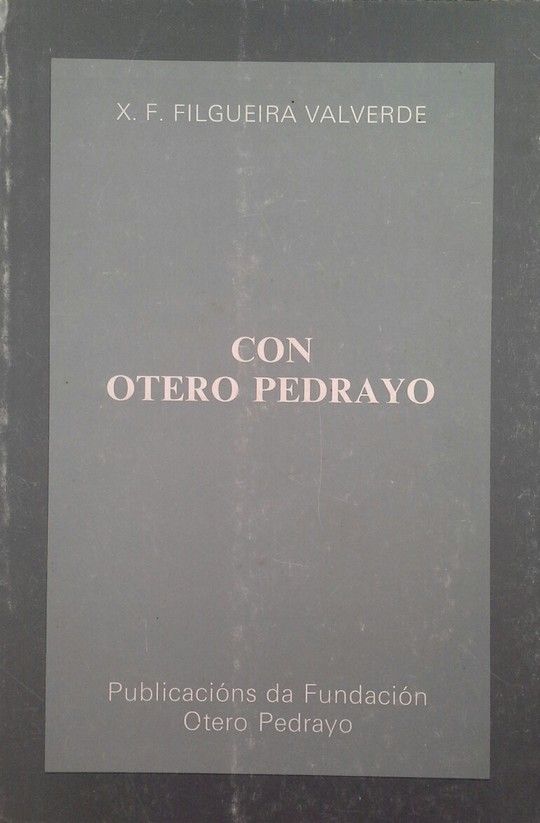 X. F. FILGUEIRA VALVERDE
CON
OTERO PEDRAYO
Publicacións da Fundación
Otero Pedrayo